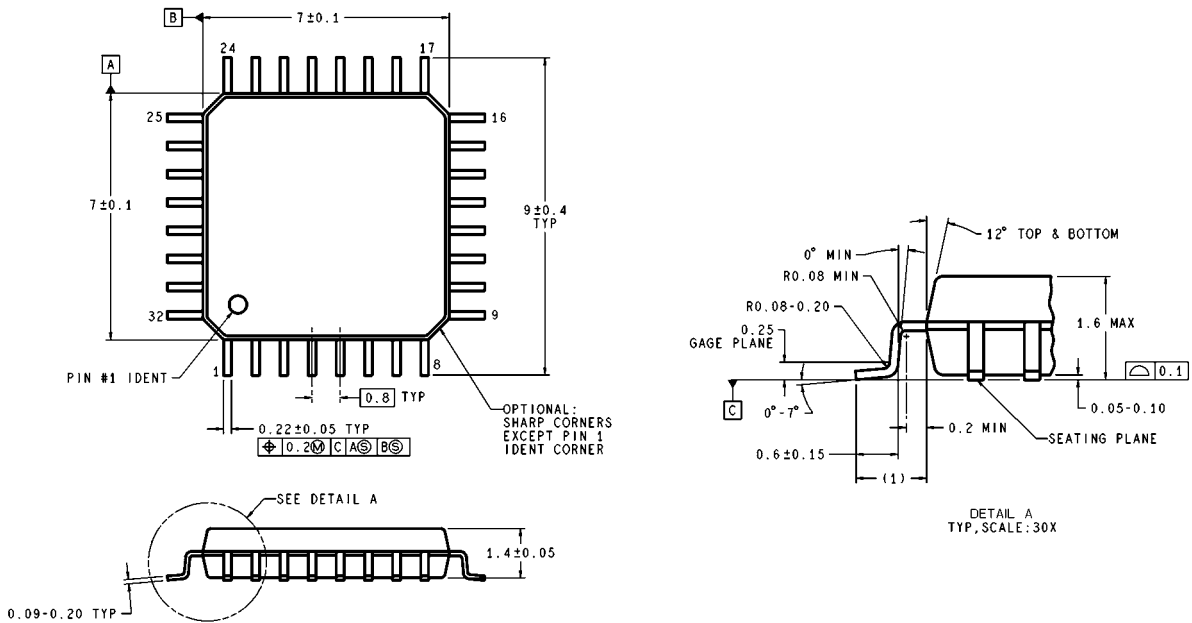 B
7±0.1
24
17
A
25
16
7±0.1
9±0.4
TYP
32
9
PIN #1 IDENT
1
8
0.8 TYP
0.22±0.05 TYP
⌖ 0.2Ⓜ C AⓈ BⓈ
OPTIONAL:
SHARP CORNERS
EXCEPT PIN 1
IDENT CORNER
SEE DETAIL A
1.4±0.05
0.09-0.20 TYP
12° TOP & BOTTOM
0° MIN
R0.08 MIN
R0.08-0.20
0.25
GAGE PLANE
1.6 MAX
⌓ 0.1
C
0°-7°
0.05-0.10
0.2 MIN
SEATING PLANE
0.6±0.15
(1)
DETAIL A
TYP,SCALE:30X